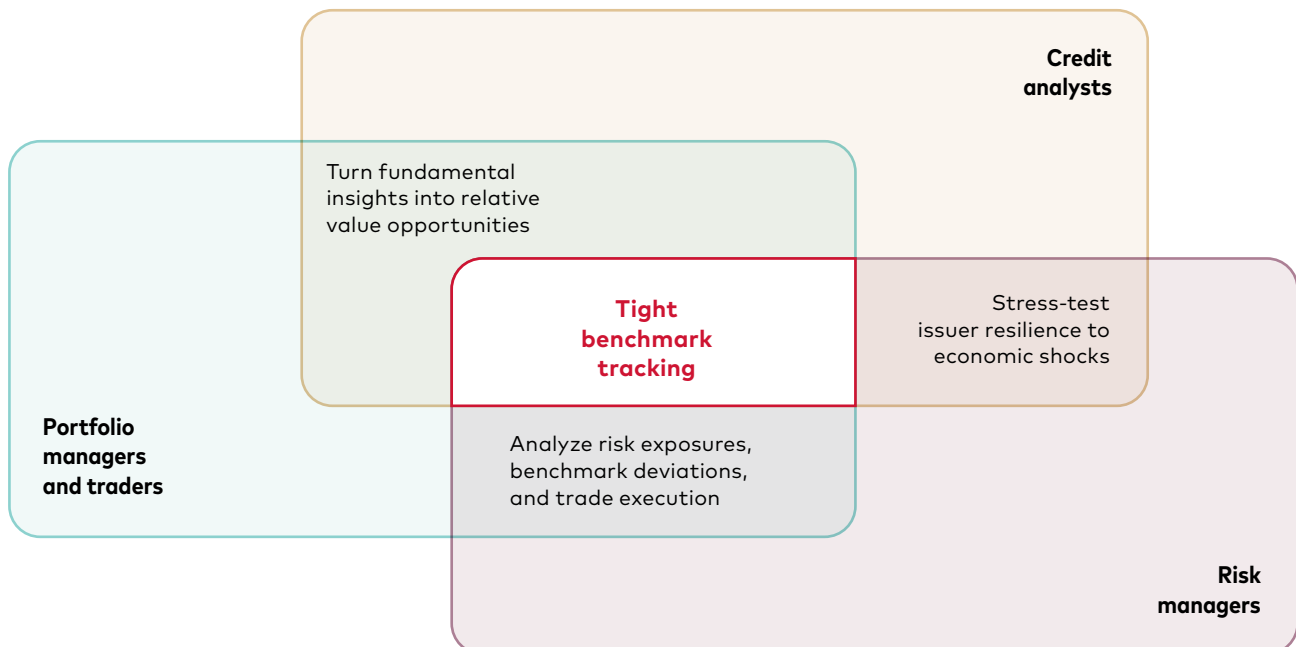 Credit
analysts
Turn fundamental
insights into relative
value opportunities
Tight
benchmark
tracking
Stress-test
issuer resilience to
economic shocks
Portfolio
managers
and traders
Analyze risk exposures,
benchmark deviations,
and trade execution
Risk
managers